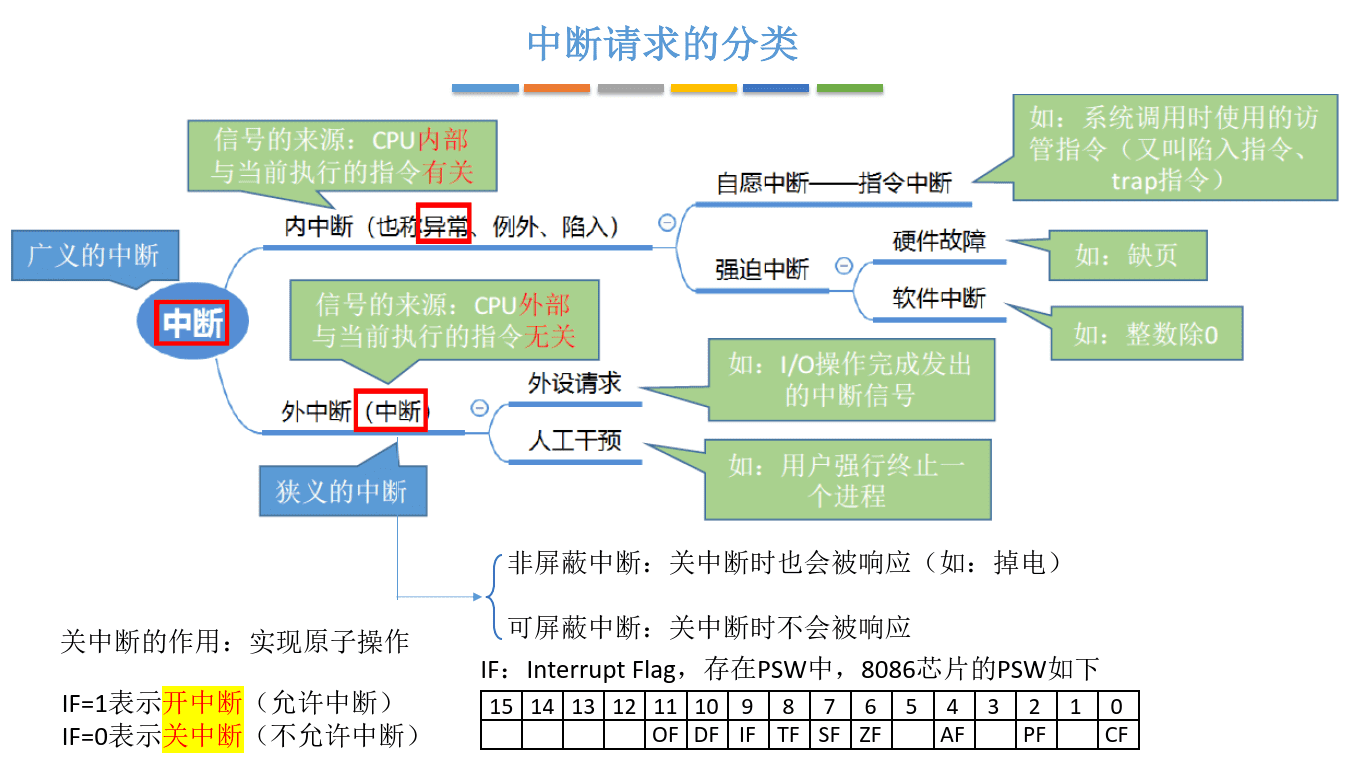 中断请求的分类
信号的来源：CPU内部
与当前执行的指令有关
如：系统调用时使用的访
管指令（又叫陷入指令、
trap指令）
自愿中断——指令中断
内中断（也称异常、例外、陷入）
硬件故障
如：缺页
强迫中断
软件中断
如：整数除0
广义的中断
中断
信号的来源：CPU外部
与当前执行的指令无关
外设请求
如：I/O操作完成发出
的中断信号
外中断（中断）
人工干预
如：用户强行终止一
个进程
狭义的中断
非屏蔽中断：关中断时也会被响应（如：掉电）
可屏蔽中断：关中断时不会被响应
关中断的作用：实现原子操作
IF=1表示开中断（允许中断）
IF=0表示关中断（不允许中断）
IF：Interrupt Flag，存在PSW中，8086芯片的PSW如下
15 14 13 12 11 10 9 8 7 6 5 4 3 2 1 0
OF DF IF TF SF ZF AF PF CF